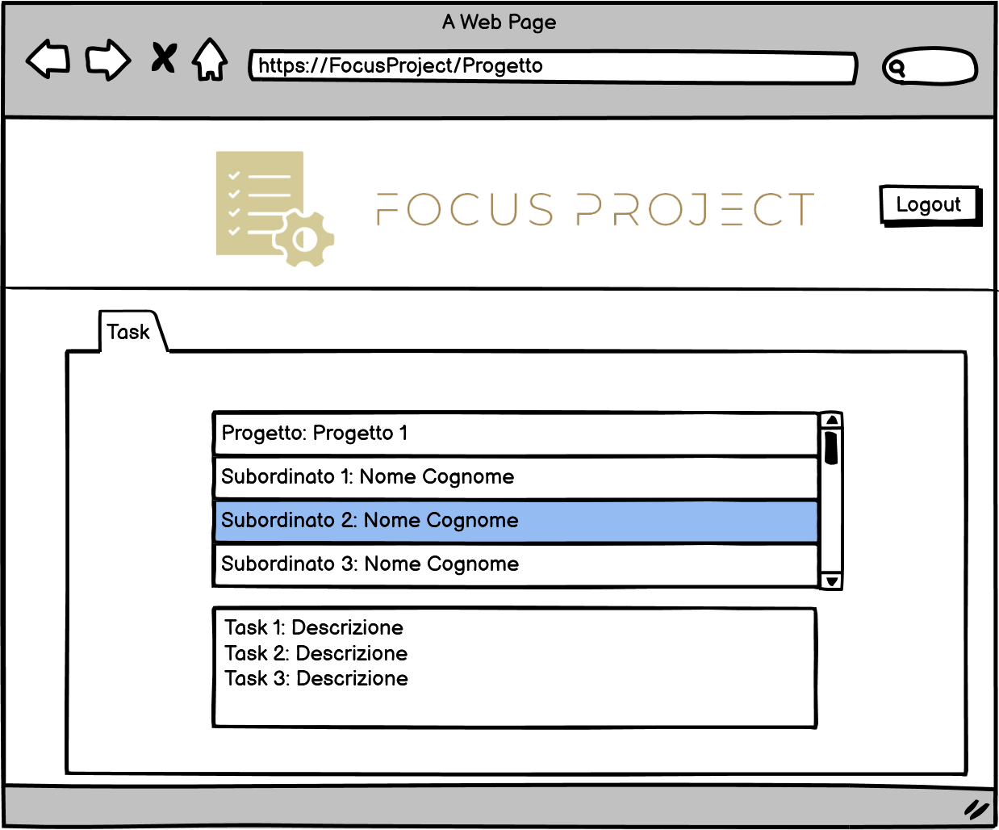 A Web Page
https://FocusProject/Progetto
FOCUS PROJECT
Logout
Task
Progetto: Progetto 1
Subordinato 1: Nome Cognome
Subordinato 2: Nome Cognome
Subordinato 3: Nome Cognome
Task 1: Descrizione
Task 2: Descrizione
Task 3: Descrizione